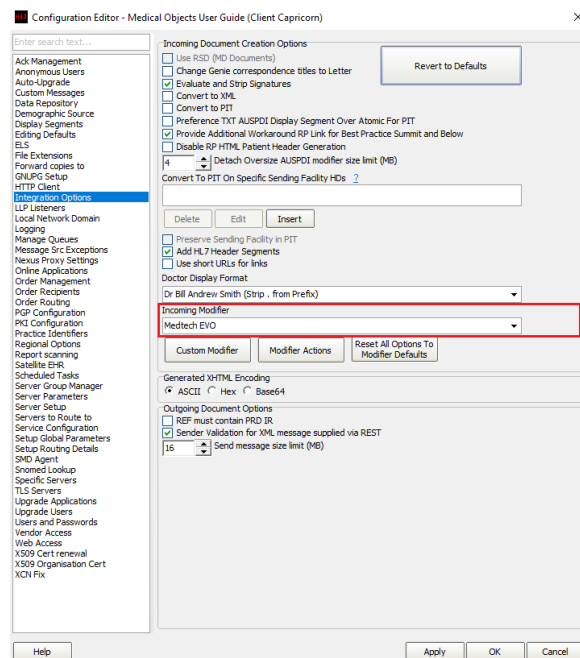 Configuration Editor - Medical Objects User Guide (Client Capricorn)
Enter search text...
Ack Management
Anonymous Users
Auto-Upgrade
Custom Messages
Data Repository
Demographic Source
Display Segments
Editing Defaults
ELS
File Extensions
Forward copies to
GNUPG Setup
HTTP Client
Integration Options
LLP Listeners
Local Network Domain
Logging
Manage Queues
Message Src Exceptions
Nexus Proxy Settings
Online Applications
Order Management
Order Recipients
Order Routing
PGP Configuration
PKI Configuration
Practice Identifiers
Regional Options
Report scanning
Satellite EHR
Scheduled Tasks
Server Group Manager
Server Parameters
Server Setup
Servers to Route to
Service Configuration
Setup Global Parameters
Setup Routing Details
SMD Agent
Snomed Lookup
Specific Servers
TLS Servers
Upgrade Applications
Upgrade Users
Users and Passwords
Vendor Access
Web Access
X509 Cert renewal
X509 Organisation Cert
XCN Fix
Incoming Document Creation Options
Use RSD (MD Documents)
Change Genie correspondence titles to Letter
Evaluate and Strip Signatures
Convert to XML
Convert to PIT
Preference TXT AUSPDI Display Segment Over Atomic For PIT
Provide Additional Workaround RP Link for Best Practice Summit and Below
Disable RP HTML Patient Header Generation
4 Detach Oversize AUSPDI modifier size limit (MB)
Revert to Defaults
Convert To PIT On Specific Sending Facility HDs ?
Delete Edit Insert
Preserve Sending Facility in PIT
Add HL7 Header Segments
Use short URLs for links
Doctor Display Format
Dr Bill Andrew Smith (Strip . from Prefix)
Incoming Modifier
Medtech EVO
Custom Modifier Modifier Actions Reset All Options To
Modifier Defaults
Generated XHTML Encoding
ASCII Hex Base64
Outgoing Document Options
REF must contain PRD IR
Sender Validation for XML message supplied via REST
16 Send message size limit (MB)
Help Apply OK Cancel